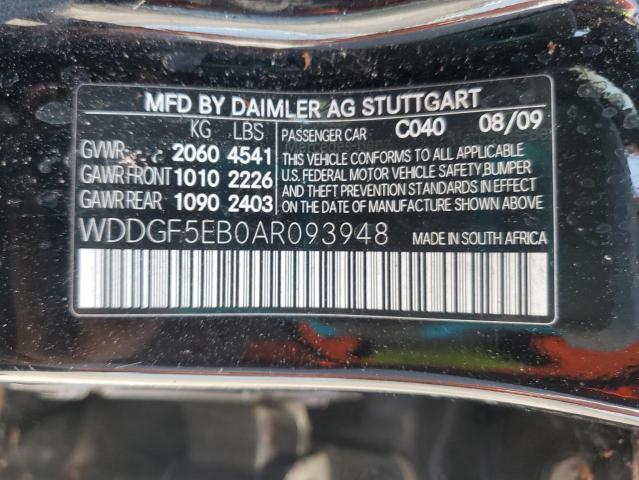 MFD BY DAIMLER AG STUTTGART
KG LBS PASSENGER CAR C040 08/09
GVWR 2060 4541 THIS VEHICLE CONFORMS TO ALL APPLICABLE
GAWR FRONT 1010 2226 U.S. FEDERAL MOTOR VEHICLE SAFETY, BUMPER
GAWR REAR 1090 2403 AND THEFT PREVENTION STANDARDS IN EFFECT
ON THE DATE OF MANUFACTURE SHOWN ABOVE.
WDDGF5EB0AR093948 MADE IN SOUTH AFRICA